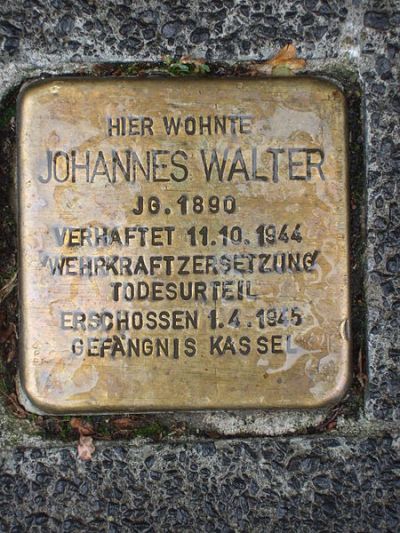 HIER WOHNTE
JOHANNES WALTER
JG. 1890
VERHAFTET 11.10.1944
'WEHRKRAFTZERSETZUNG'
TODESURTEIL
ERSCHOSSEN 1.4.1945
GEFÄNGNIS KASSEL